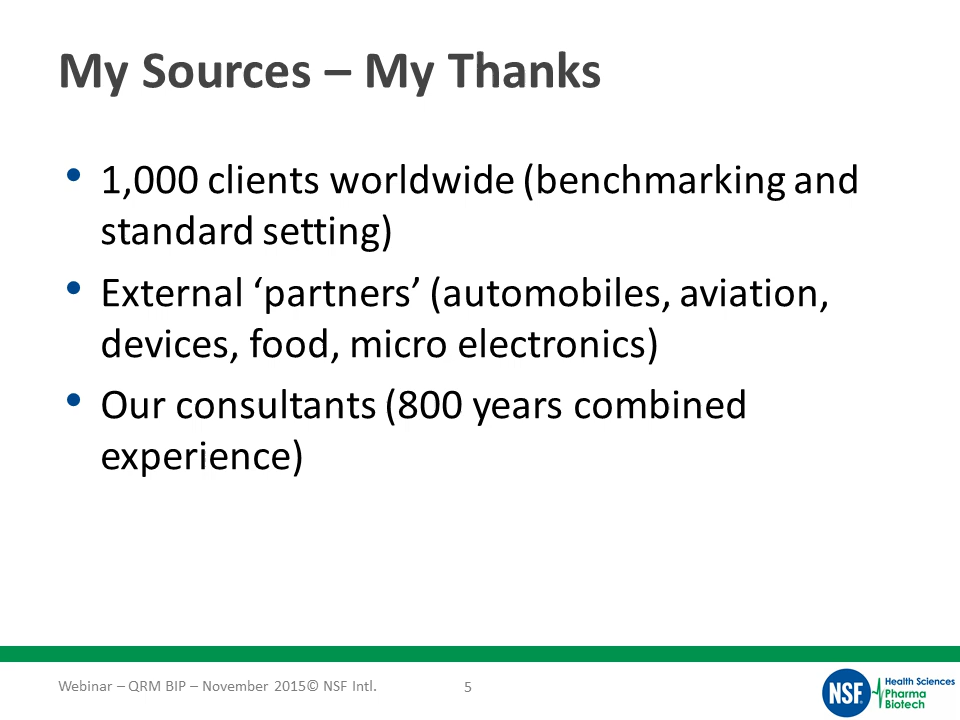 My Sources – My Thanks
• 1,000 clients worldwide (benchmarking and
standard setting)
• External ‘partners’ (automobiles, aviation,
devices, food, micro electronics)
• Our consultants (800 years combined
experience)
Webinar – QRM BIP – November 2015© NSF Intl.
5
NSF
Health Sciences
Pharma
Biotech